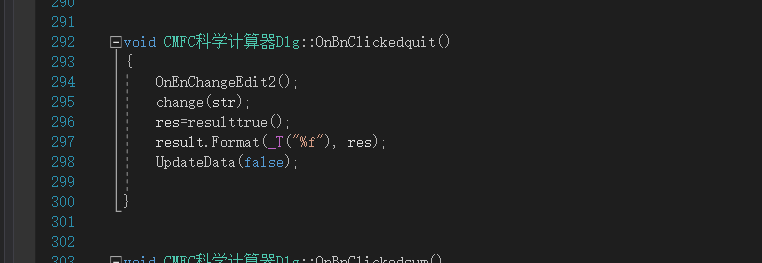 290
291
292 void CMFC科学计算器Dlg::OnBnClickedquit()
293 {
294 OnEnChangeEdit2();
295 change(str);
296 res=resulttrue();
297 result.Format(_T("%f"), res);
298 UpdateData(false);
299
300 }
301
302
303 void CMFC科学计算器Dlg::OnBnClickedsum()